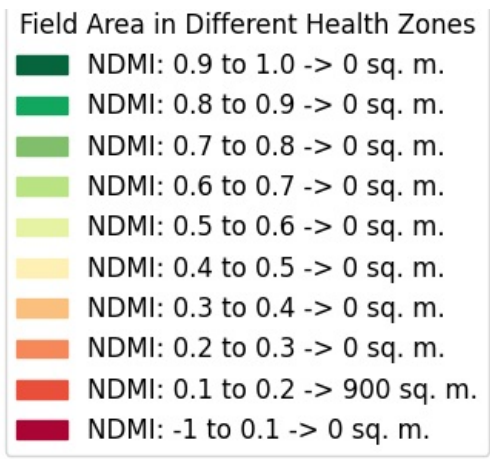 Field Area in Different Health Zones
NDMI: 0.9 to 1.0 -> 0 sq. m.
NDMI: 0.8 to 0.9 -> 0 sq. m.
NDMI: 0.7 to 0.8 -> 0 sq. m.
NDMI: 0.6 to 0.7 -> 0 sq. m.
NDMI: 0.5 to 0.6 -> 0 sq. m.
NDMI: 0.4 to 0.5 -> 0 sq. m.
NDMI: 0.3 to 0.4 -> 0 sq. m.
NDMI: 0.2 to 0.3 -> 0 sq. m.
NDMI: 0.1 to 0.2 -> 900 sq. m.
NDMI: -1 to 0.1 -> 0 sq. m.